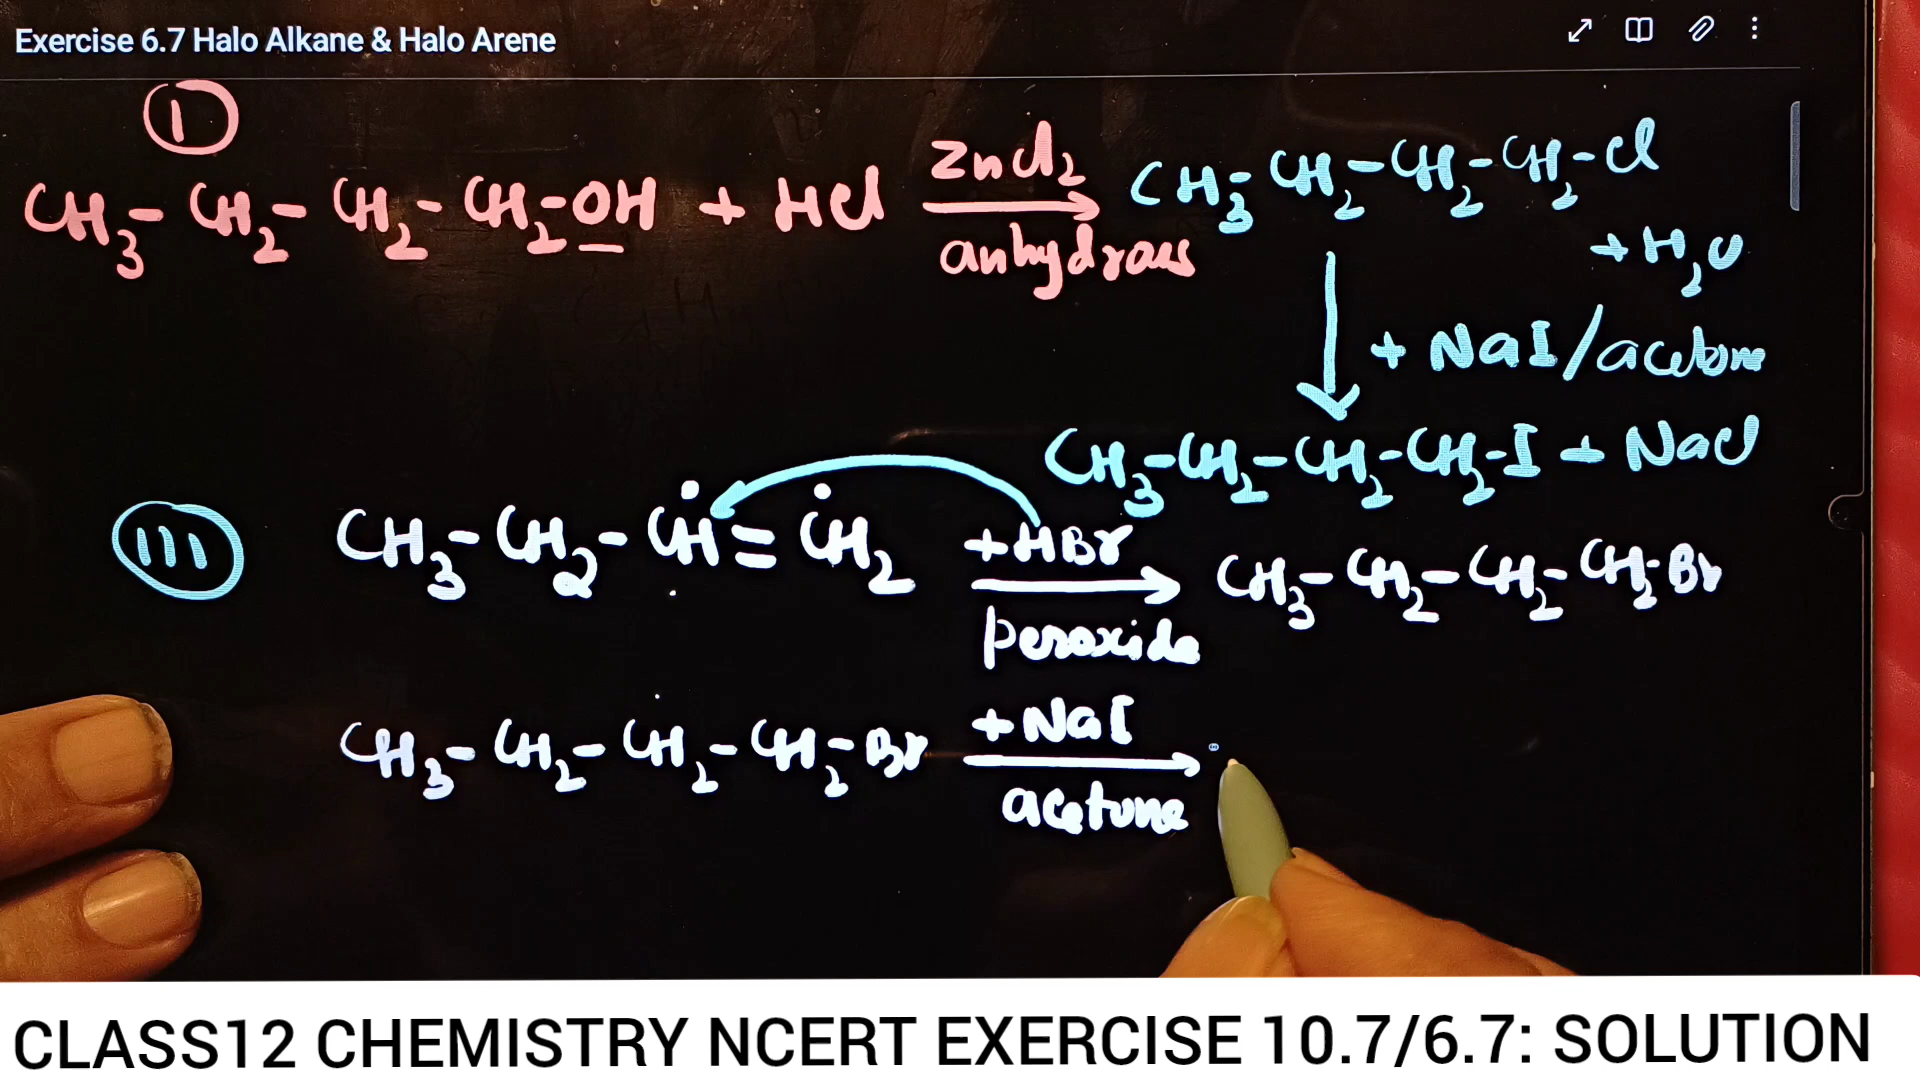 Exercise 6.7 Halo Alkane & Halo Arene
1
CH3-CH2-CH2-CH2-OH + HCl ZnCl2 anhydrous CH3-CH2-CH2-CH2-Cl
+H2O
+ NaI/acetone
CH3-CH2-CH2-CH2-I + NaCl
III CH3-CH2-CH=CH2 +HBr peroxide CH3-CH2-CH2-CH2-Br
CH3-CH2-CH2-CH2-Br +NaI acetone
CLASS12 CHEMISTRY NCERT EXERCISE 10.7/6.7: SOLUTION